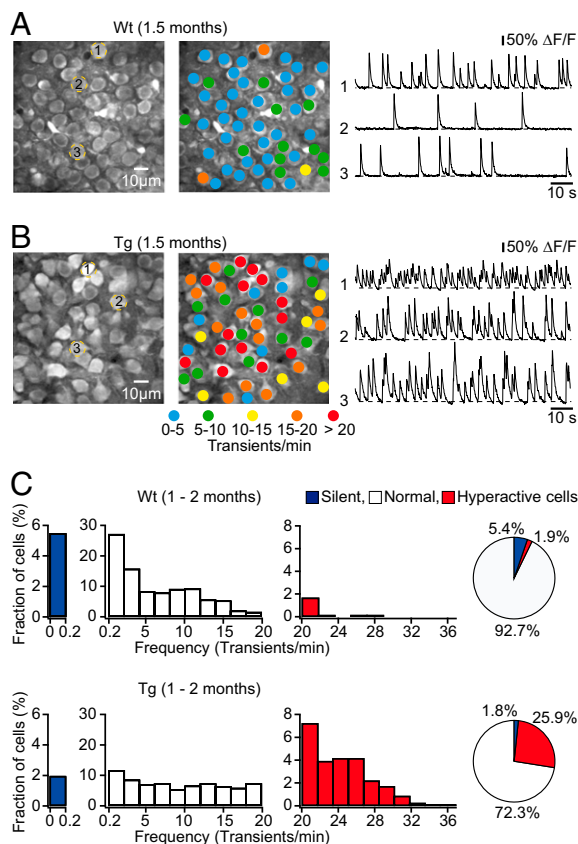 A
Wt (1.5 months)
1
2
3
10µm
50% ΔF/F
1
2
3
10 s
B
Tg (1.5 months)
1
2
3
10µm
50% ΔF/F
1
2
3
10 s
0-5 5-10 10-15 15-20 > 20
Transients/min
C
Wt (1 - 2 months)
Silent, Normal, Hyperactive cells
Fraction of cells (%)
6
4
2
0
0 0.2
30
20
10
0
0.2 5 10 15 20
Frequency (Transients/min)
8
6
4
2
0
20 24 28 32 36
5.4% 1.9%
92.7%
Tg (1 - 2 months)
Fraction of cells (%)
6
4
2
0
0 0.2
30
20
10
0
0.2 5 10 15 20
Frequency (Transients/min)
8
6
4
2
0
20 24 28 32 36
1.8% 25.9%
72.3%